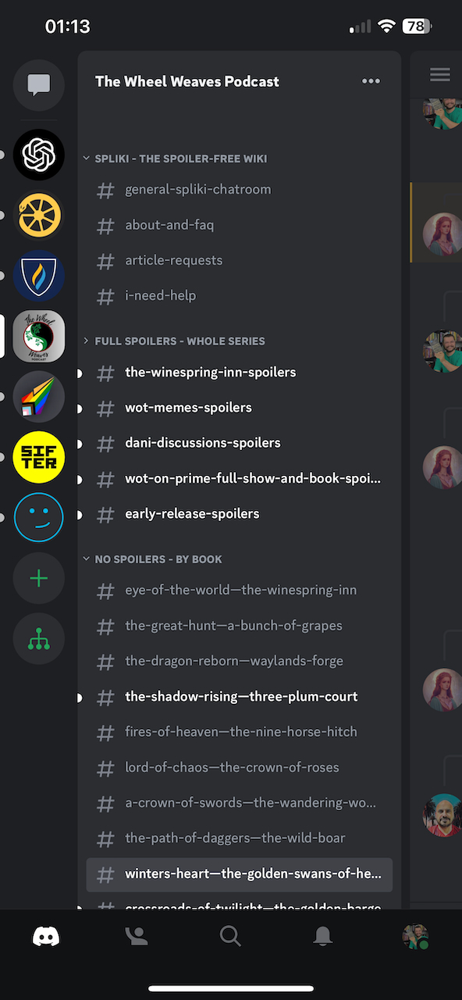 01:13
78
The Wheel Weaves Podcast
SPLIKI - THE SPOILER-FREE WIKI
general-spliki-chatroom
about-and-faq
article-requests
i-need-help
FULL SPOILERS - WHOLE SERIES
the-winespring-inn-spoilers
wot-memes-spoilers
dani-discussions-spoilers
wot-on-prime-full-show-and-book-spoi...
early-release-spoilers
NO SPOILERS - BY BOOK
eye-of-the-world—the-winespring-inn
the-great-hunt—a-bunch-of-grapes
the-dragon-reborn—waylands-forge
the-shadow-rising—three-plum-court
fires-of-heaven—the-nine-horse-hitch
lord-of-chaos—the-crown-of-roses
a-crown-of-swords—the-wandering-wo...
the-path-of-daggers—the-wild-boar
winters-heart—the-golden-swans-of-he...
crossroads-of-twilight—the-golden-barge
The Wheel
Weaves
PODCAST
SIF
TER